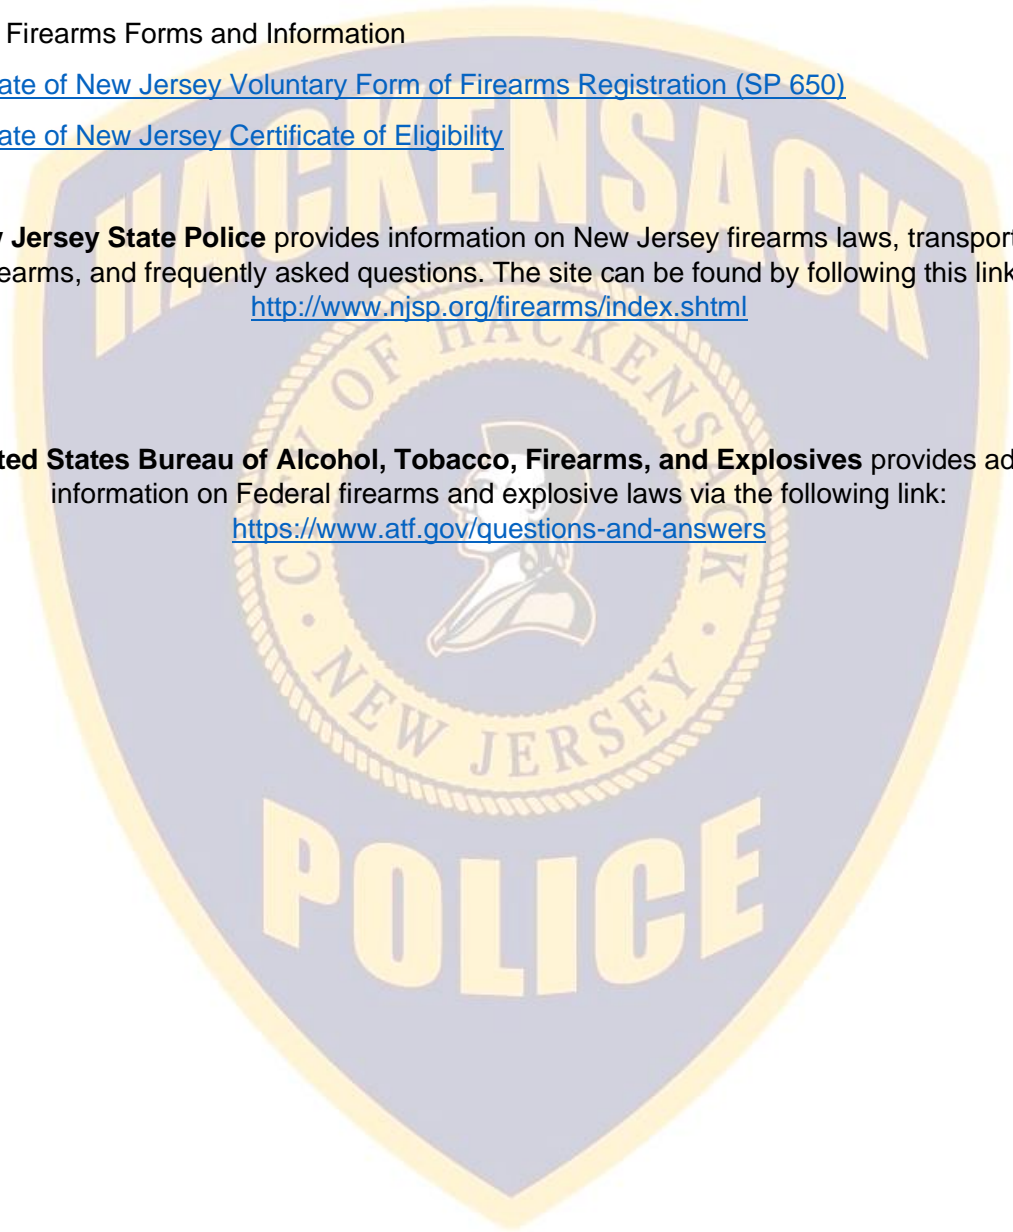 Firearms Forms and Information
ate of New Jersey Voluntary Form of Firearms Registration (SP 650)
ate of New Jersey Certificate of Eligibility
HACKENSACK
Jersey State Police provides information on New Jersey firearms laws, transport
earms, and frequently asked questions. The site can be found by following this link
http://www.njsp.org/firearms/index.shtml
CITY OF HACKENSACK
ted States Bureau of Alcohol, Tobacco, Firearms, and Explosives provides ad
information on Federal firearms and explosive laws via the following link:
https://www.atf.gov/questions-and-answers
NEW JERSEY
POLICE